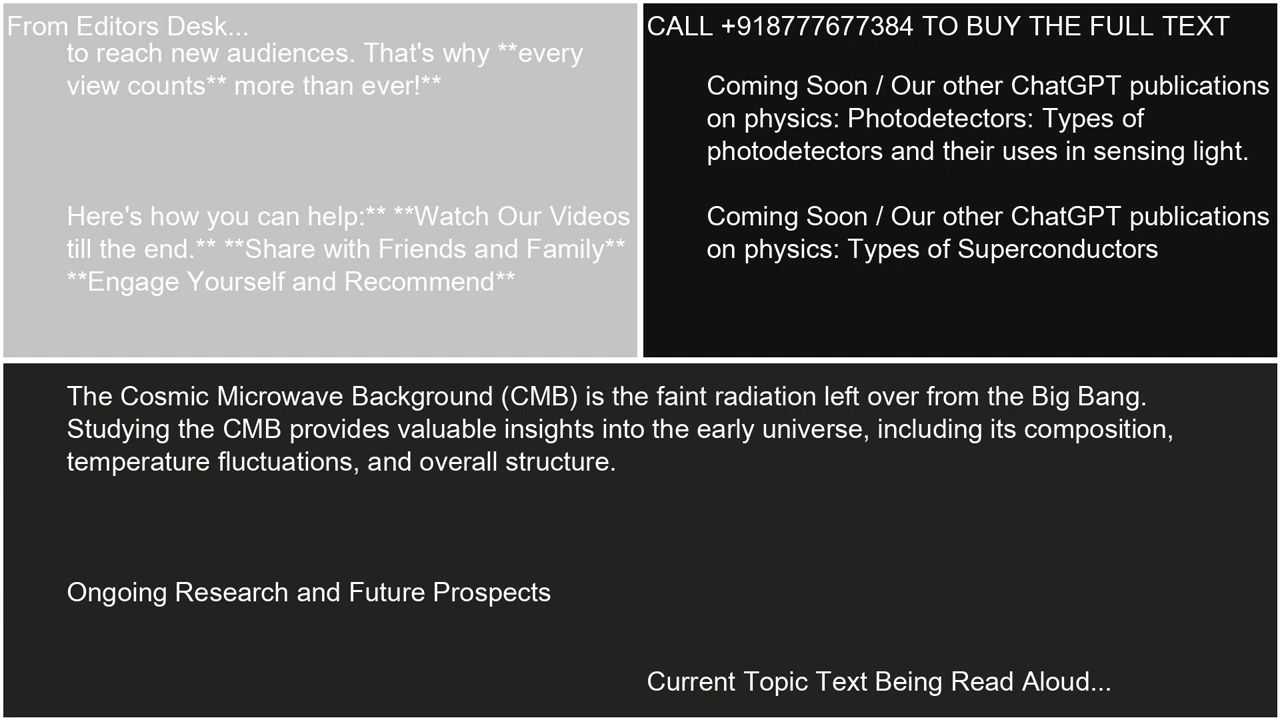 From Editors Desk...
to reach new audiences. That's why **every
view counts** more than ever!**
Here's how you can help:** **Watch Our Videos
till the end.** **Share with Friends and Family**
**Engage Yourself and Recommend**
CALL +918777677384 TO BUY THE FULL TEXT
Coming Soon / Our other ChatGPT publications
on physics: Photodetectors: Types of
photodetectors and their uses in sensing light.
Coming Soon / Our other ChatGPT publications
on physics: Types of Superconductors
The Cosmic Microwave Background (CMB) is the faint radiation left over from the Big Bang.
Studying the CMB provides valuable insights into the early universe, including its composition,
temperature fluctuations, and overall structure.
Ongoing Research and Future Prospects
Current Topic Text Being Read Aloud...